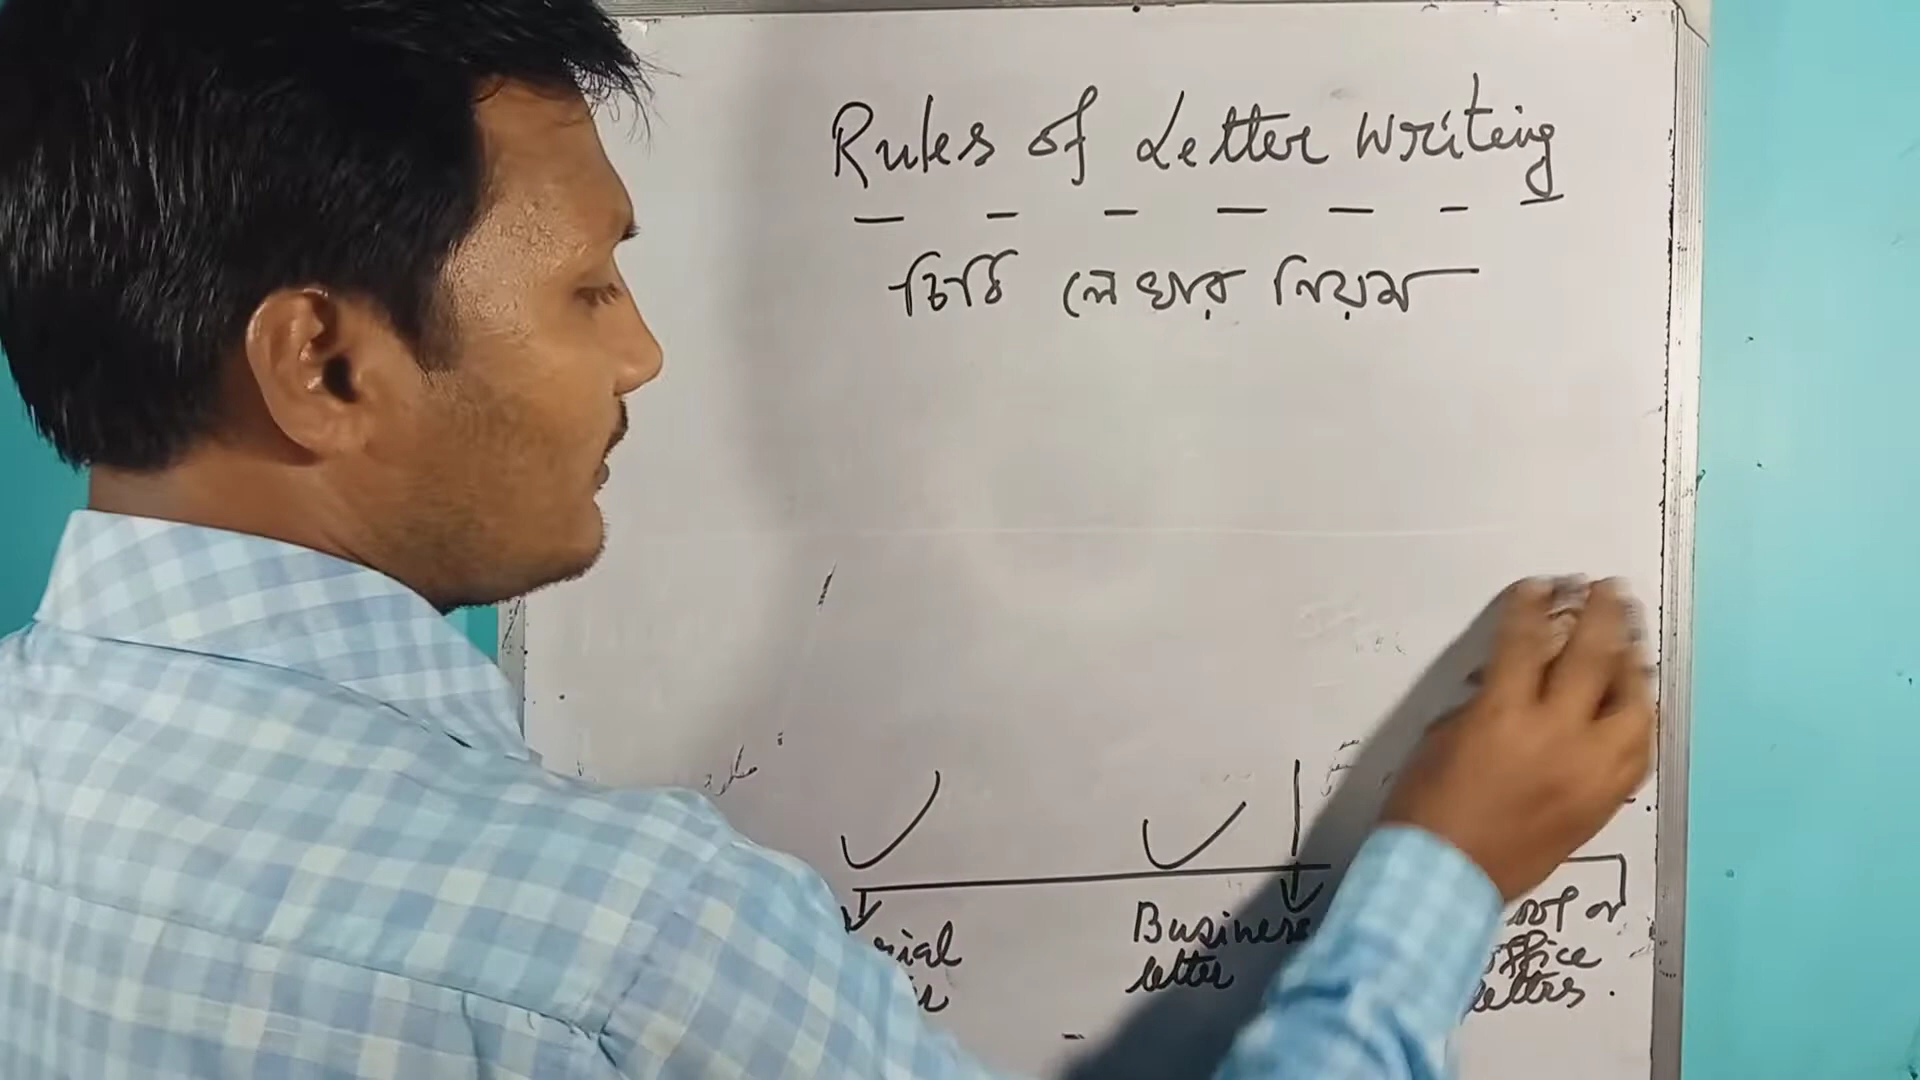 Rules of Letter Writing
চিঠি লেখার নিয়ম
Business
letter
office
letters.